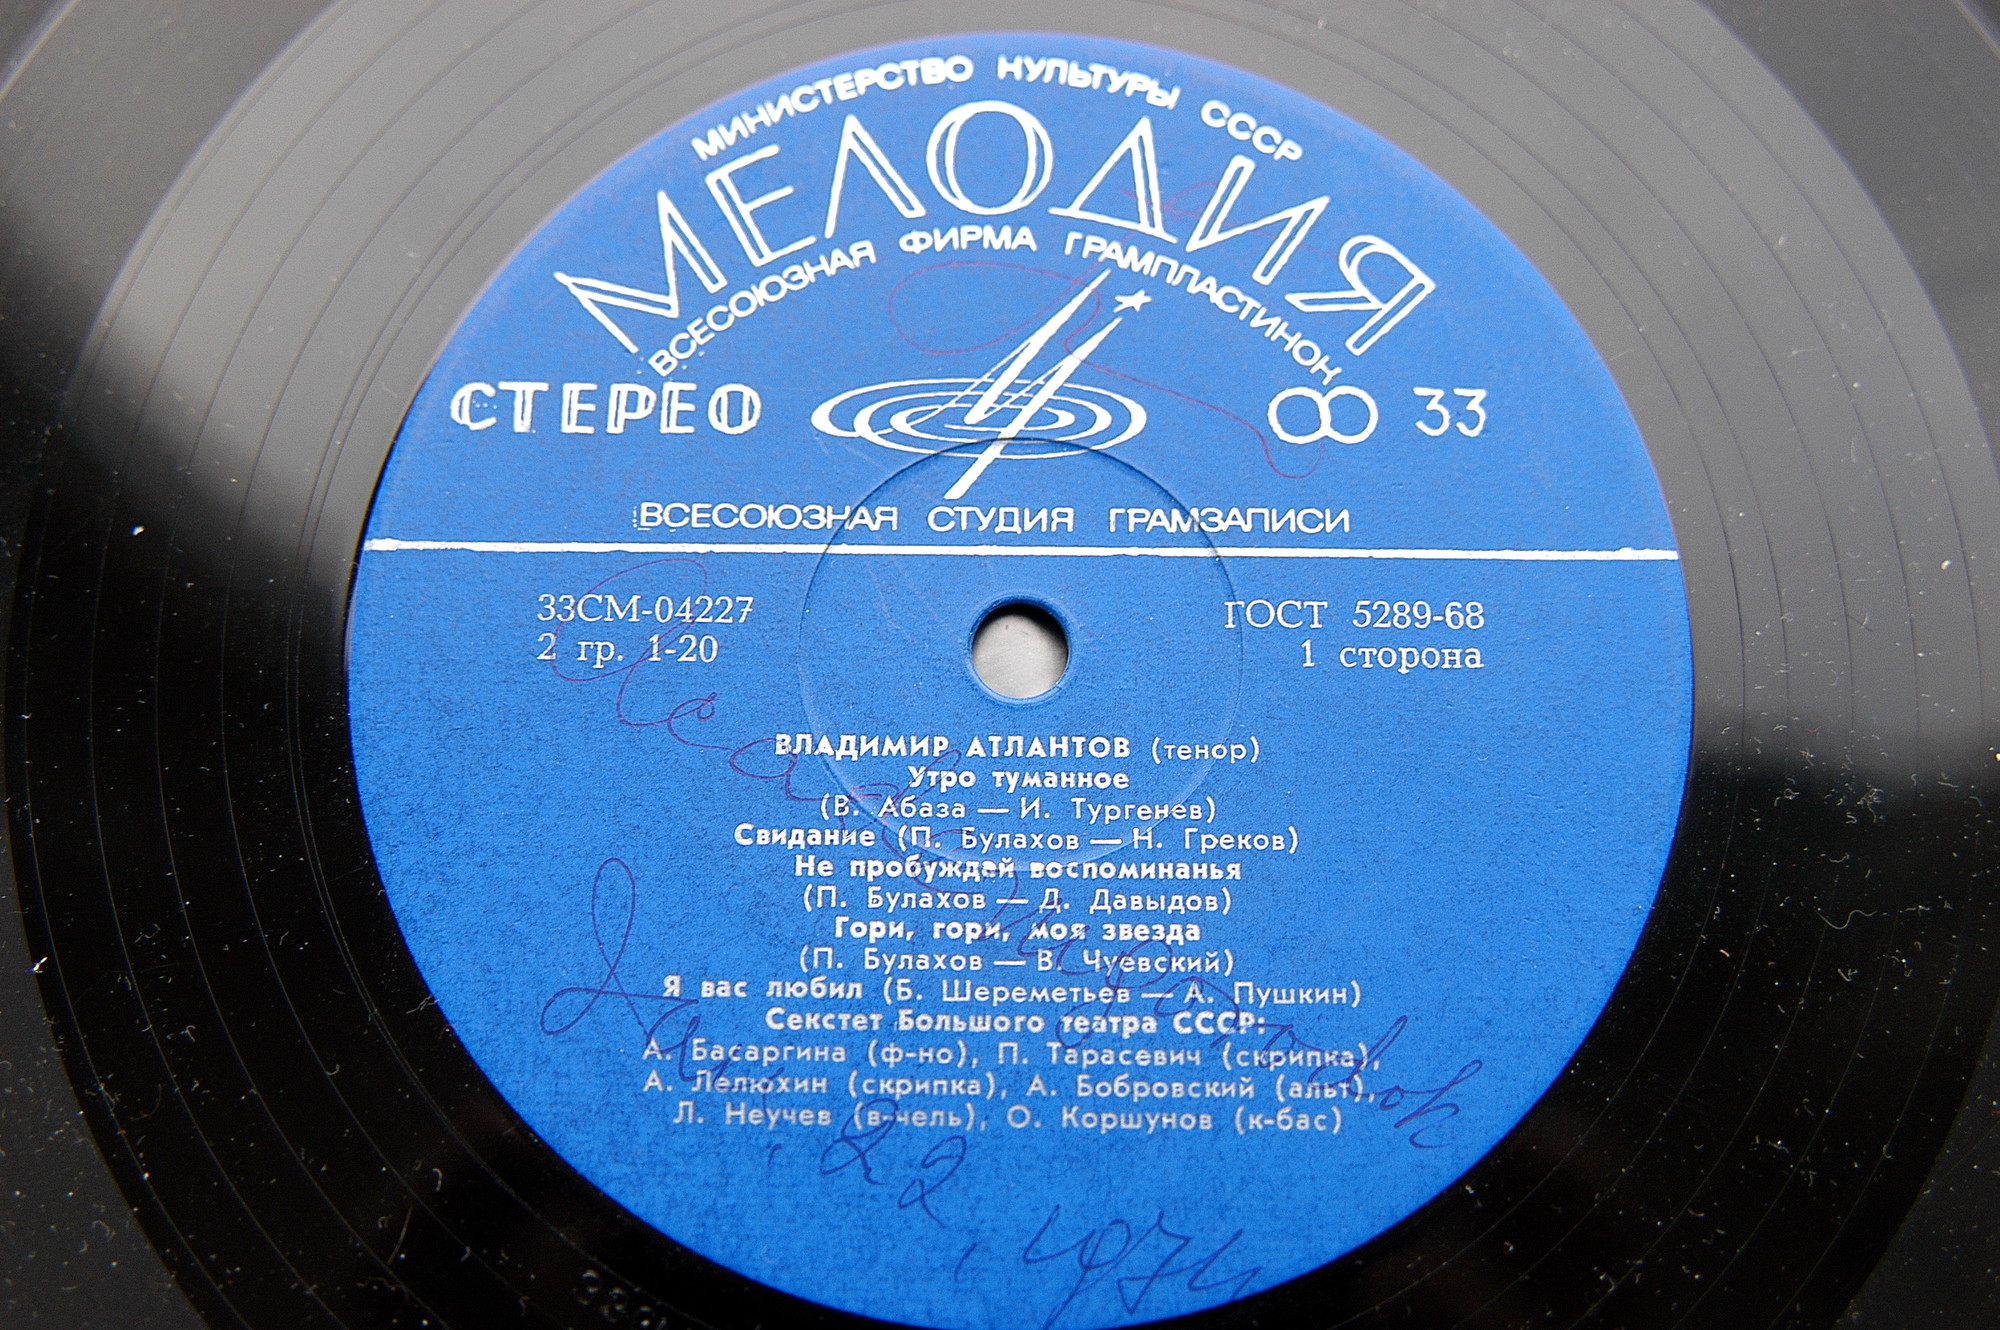 МИНИСТЕРСТВО КУЛЬТУРЫ СССР
МЕЛОДИЯ
ВСЕСОЮЗНАЯ ФИРМА ГРАМПЛАСТИНОК
СТЕРЕО 8 33
ВСЕСОЮЗНАЯ СТУДИЯ ГРАМЗАПИСИ
33СМ-04227 ГОСТ 5289-68
2 гр. 1-20 1 сторона
ВЛАДИМИР АТЛАНТОВ (тенор)
Утро туманное
(В. Абаза — И. Тургенев)
Свидание (П. Булахов — Н. Греков)
Не пробуждай воспоминанья
(П. Булахов — Д. Давыдов)
Гори, гори, моя звезда
(П. Булахов — В. Чуевский)
Я вас любил (Б. Шереметьев — А. Пушкин)
Секстет Большого театра СССР:
А. Басаргина (ф-но), П. Тарасевич (скрипка),
А. Лелюхин (скрипка), А. Бобровский (альт),
Л. Неучев (в-чель), О. Коршунов (к-бас)
22